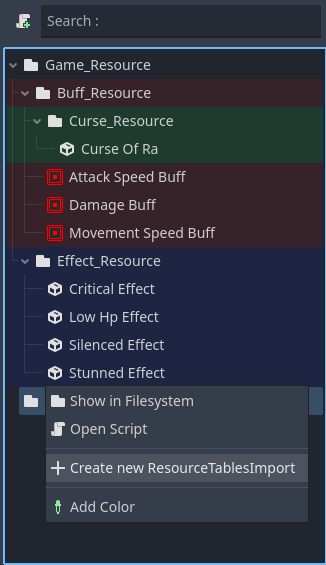 Search :
Game_Resource
Buff_Resource
Curse_Resource
Curse Of Ra
Attack Speed Buff
Damage Buff
Movement Speed Buff
Effect_Resource
Critical Effect
Low Hp Effect
Silenced Effect
Stunned Effect
Show in Filesystem
Open Script
Create new ResourceTablesImport
Add Color